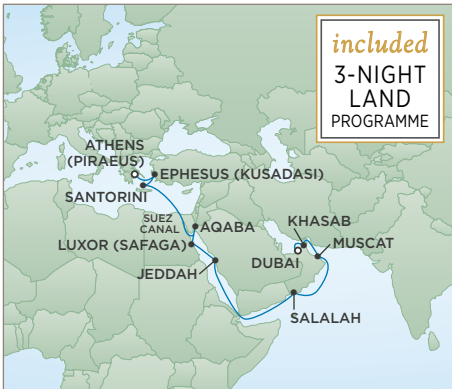 included
3-NIGHT
LAND
PROGRAMME
ATHENS
(PIRAEUS)
EPHESUS (KUSADASI)
SANTORINI
SUEZ
CANAL
AQABA
LUXOR (SAFAGA)
JEDDAH
KHASAB
MUSCAT
DUBAI
6
SALALAH